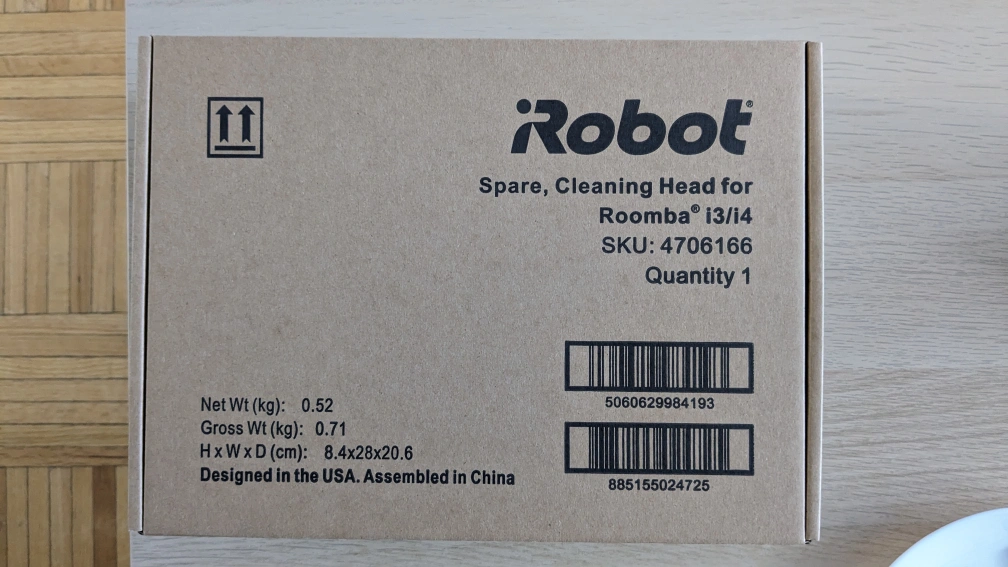 iRobot®
Spare, Cleaning Head for
Roomba® i3/i4
SKU: 4706166
Quantity 1
5060629984193
885155024725
Net Wt (kg): 0.52
Gross Wt (kg): 0.71
H x W x D (cm): 8.4x28x20.6
Designed in the USA. Assembled in China